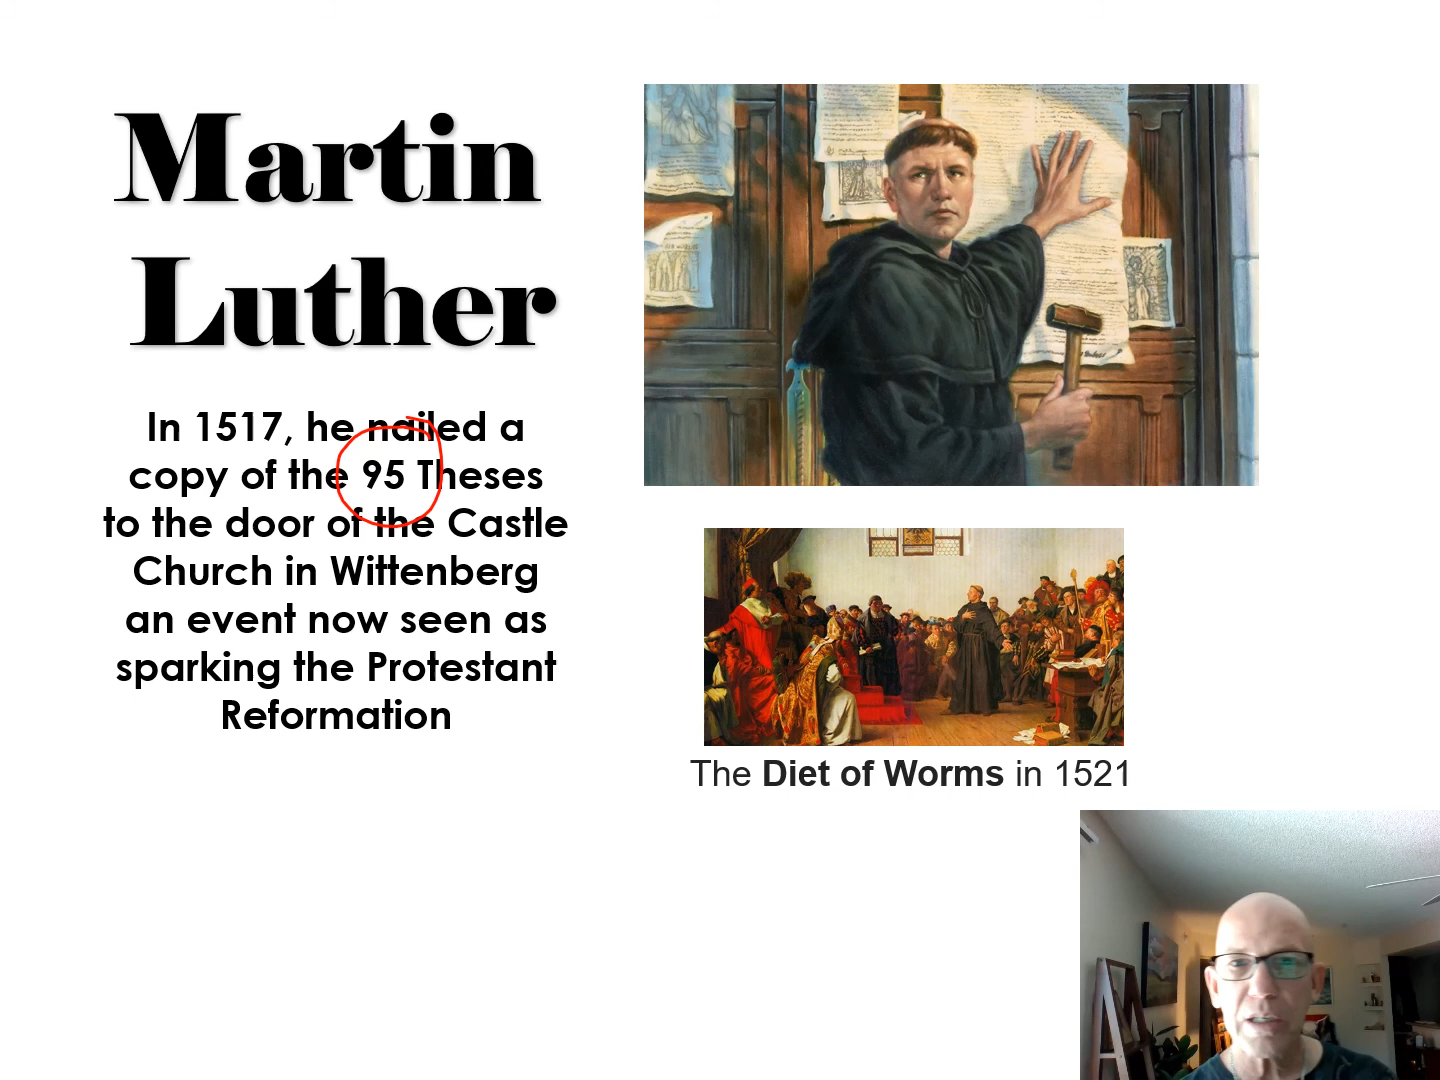 Martin
Luther
In 1517, he nailed a
copy of the 95 Theses
to the door of the Castle
Church in Wittenberg
an event now seen as
sparking the Protestant
Reformation
The Diet of Worms in 1521